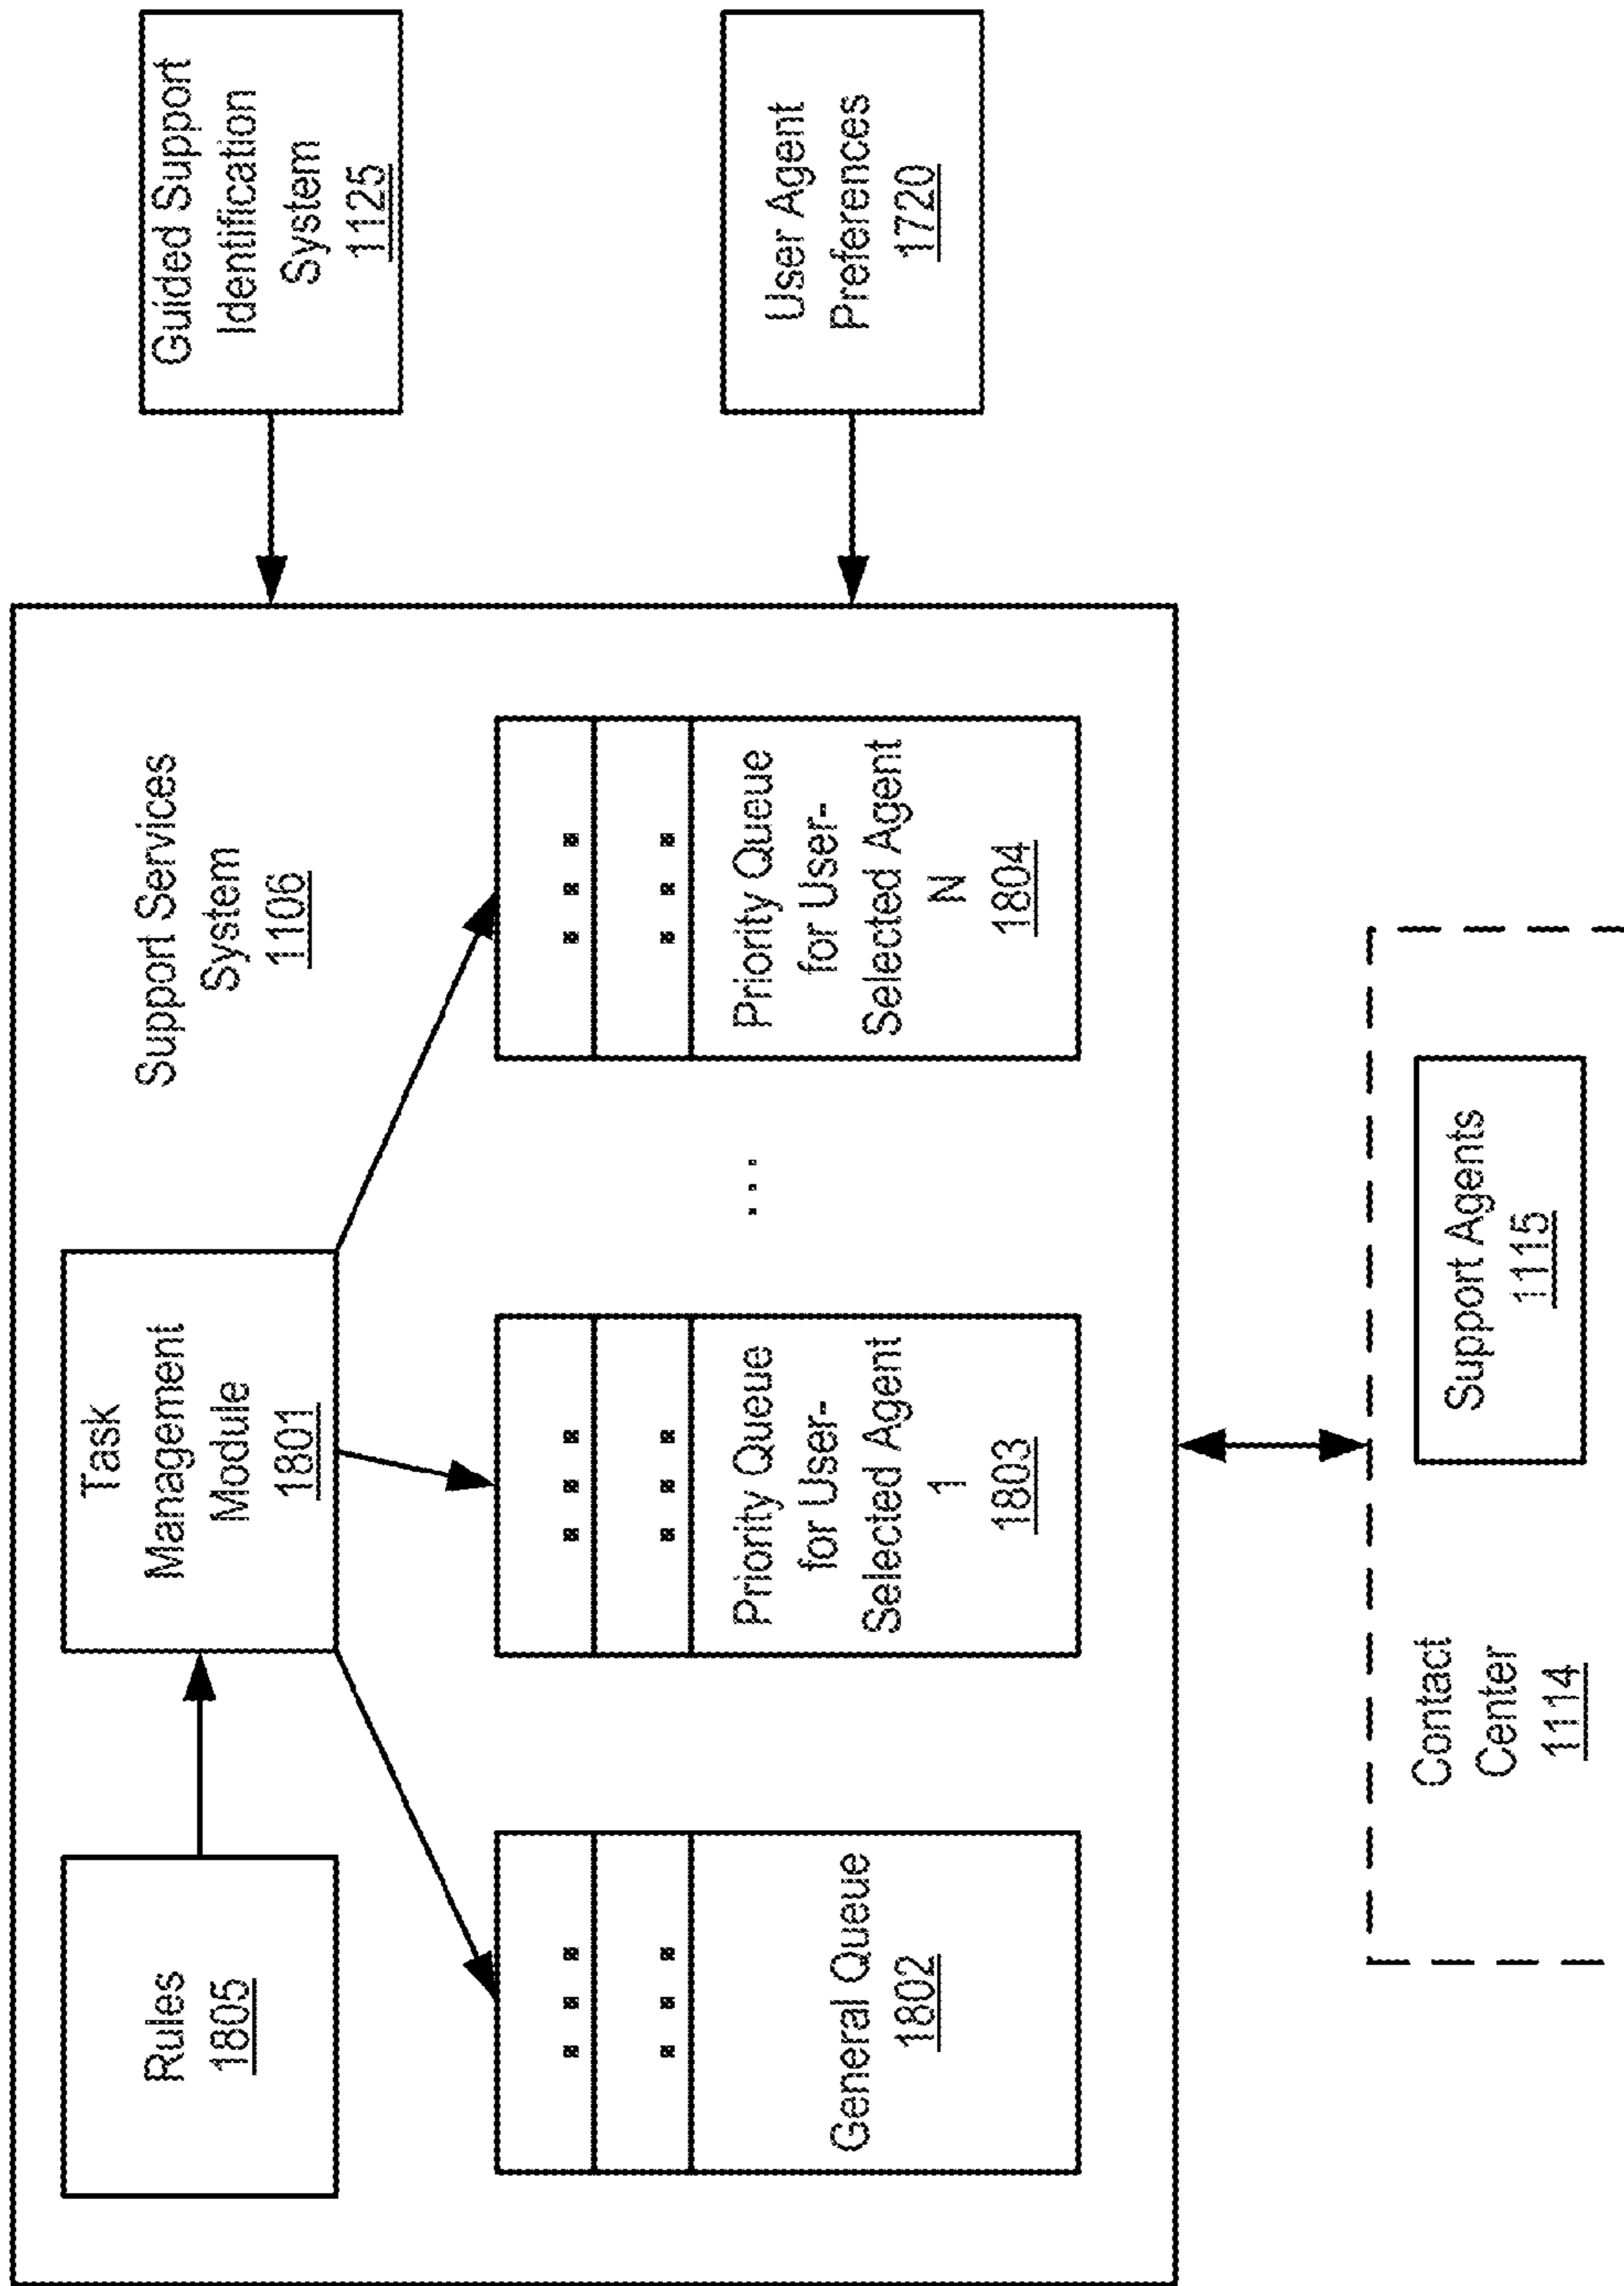 Rules
1805
Task
Management
Module
1801
Support Services
System
1106
General Queue
1802
Priority Queue
for User-
Selected Agent
1
1803
...
Priority Queue
for User-
Selected Agent
N
1804
Guided Support
Identification
System
1125
User Agent
Preferences
1720
Contact
Center
1114
Support Agents
1115